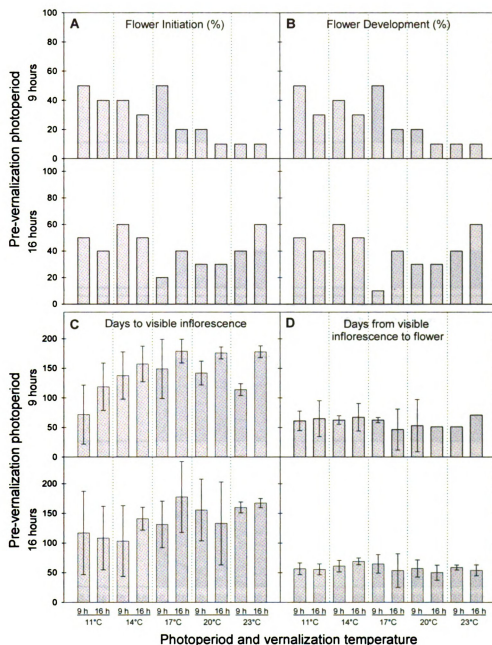 A Flower Initiation (%)
B Flower Development (%)
Pre-vernalization photoperiod
9 hours
100
80
60
40
20
0
16 hours
80
60
40
20
0
C Days to visible inflorescence
D Days from visible
inflorescence to flower
Pre-vernalization photoperiod
9 hours
200
150
100
50
0
16 hours
200
150
100
50
0
9 h 16 h 9 h 16 h 9 h 16 h 9 h 16 h 9 h 16 h
11°C 14°C 17°C 20°C 23°C
9 h 16 h 9 h 16 h 9 h 16 h 9 h 16 h 9 h 16 h
11°C 14°C 17°C 20°C 23°C
Photoperiod and vernalization temperature